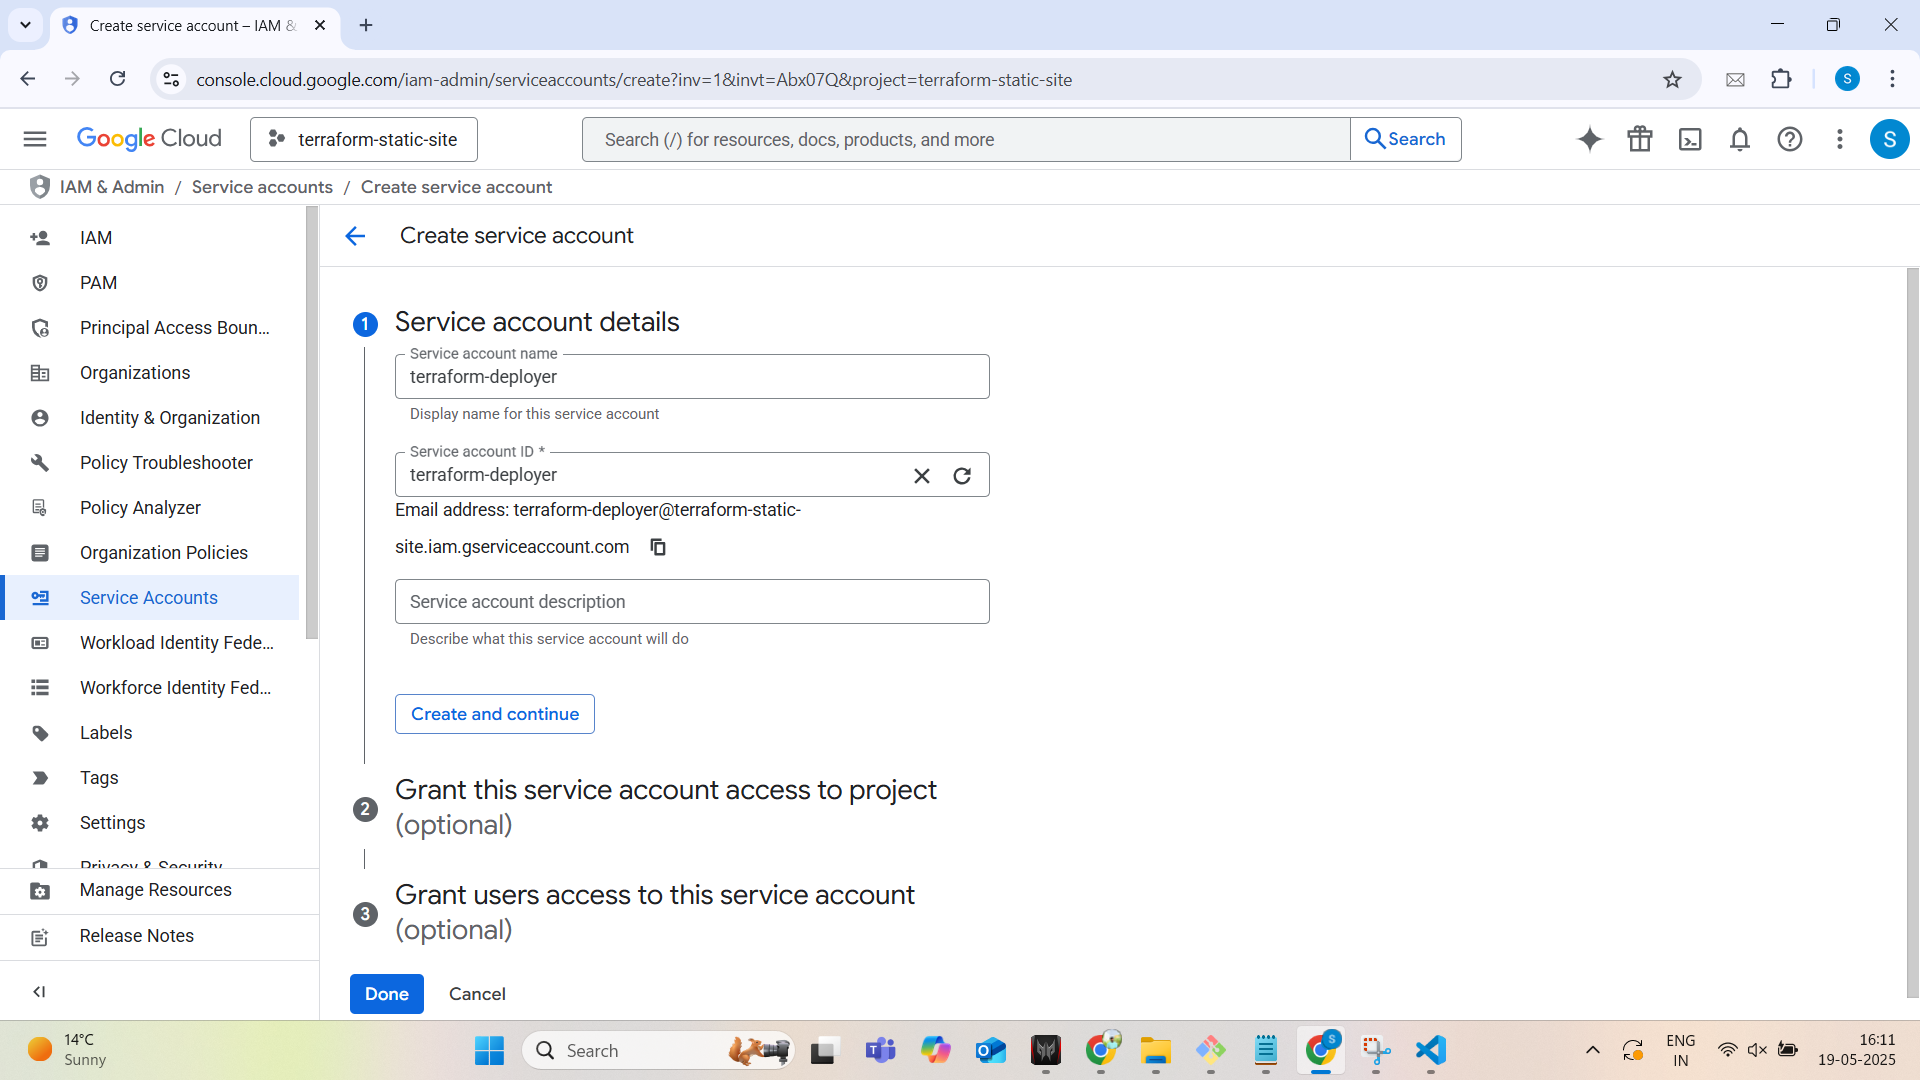 Create service account – IAM &
console.cloud.google.com/iam-admin/serviceaccounts/create?inv=1&invt=Abx07Q&project=terraform-static-site
S
Google Cloud
terraform-static-site
Search (/) for resources, docs, products, and more
Search
S
IAM & Admin / Service accounts / Create service account
IAM
PAM
Principal Access Boun...
Organizations
Identity & Organization
Policy Troubleshooter
Policy Analyzer
Organization Policies
Service Accounts
Workload Identity Fede...
Workforce Identity Fed...
Labels
Tags
Settings
Privacy & Security
Manage Resources
Release Notes
Create service account
1 Service account details
Service account name
terraform-deployer
Display name for this service account
Service account ID *
terraform-deployer
Email address: terraform-deployer@terraform-static-
site.iam.gserviceaccount.com
Service account description
Describe what this service account will do
Create and continue
2 Grant this service account access to project
(optional)
3 Grant users access to this service account
(optional)
Done
Cancel
14°C
Sunny
Search
S
ENG
IN
16:11
19-05-2025